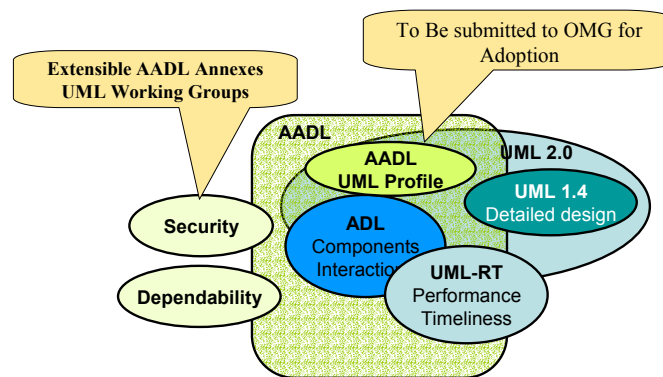 To Be submitted to OMG for
Adoption
Extensible AADL Annexes
UML Working Groups
AADL
UML 2.0
AADL
UML Profile
UML 1.4
Detailed design
Security
ADL
Components
Interaction
UML-RT
Performance
Timeliness
Dependability